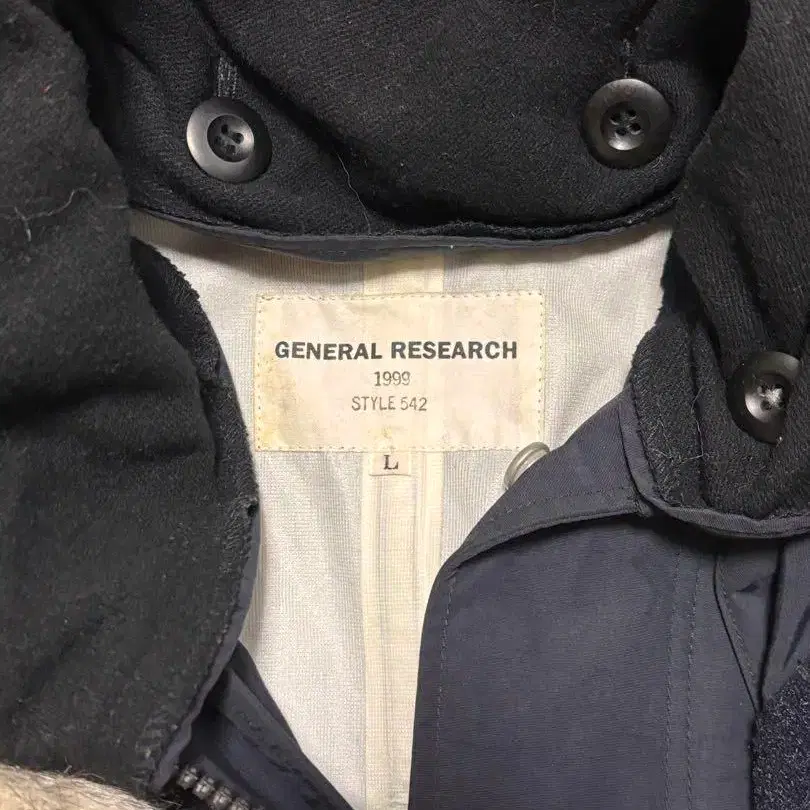 GENERAL RESEARCH
1999
STYLE 542
L